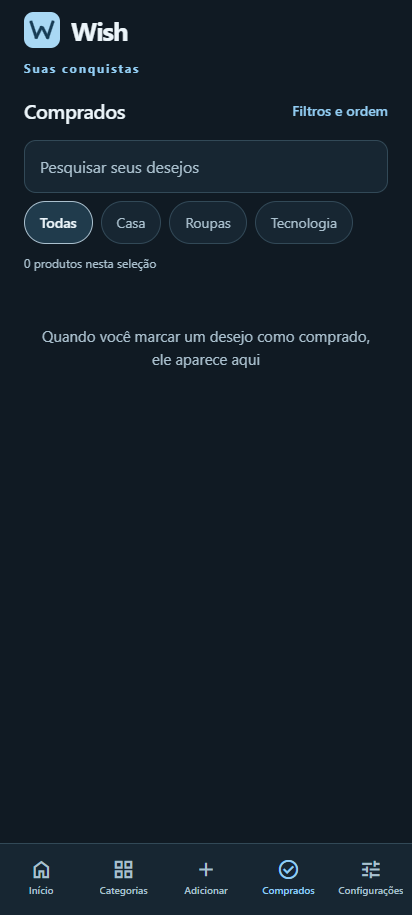 Wish
Suas conquistas
Comprados
Filtros e ordem
Pesquisar seus desejos
Todas
Casa
Roupas
Tecnologia
0 produtos nesta seleção
Quando você marcar um desejo como comprado,
ele aparece aqui
Início
Categorias
Adicionar
Comprados
Configurações